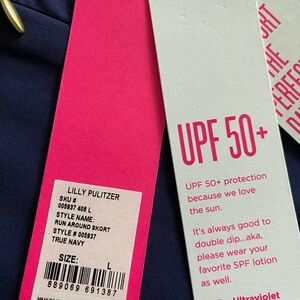 LILLY PULITZER
SKU #
005937 408 L
STYLE NAME:
RUN AROUND SKORT
STYLE # 005937
TRUE NAVY
SIZE:
L
889069 691387
UPF 50+
UPF 50+ protection
because we love
the sun.
It's always good to
double dip...aka,
please wear your
favorite SPF lotion
as well.
Ultraviolet
THE